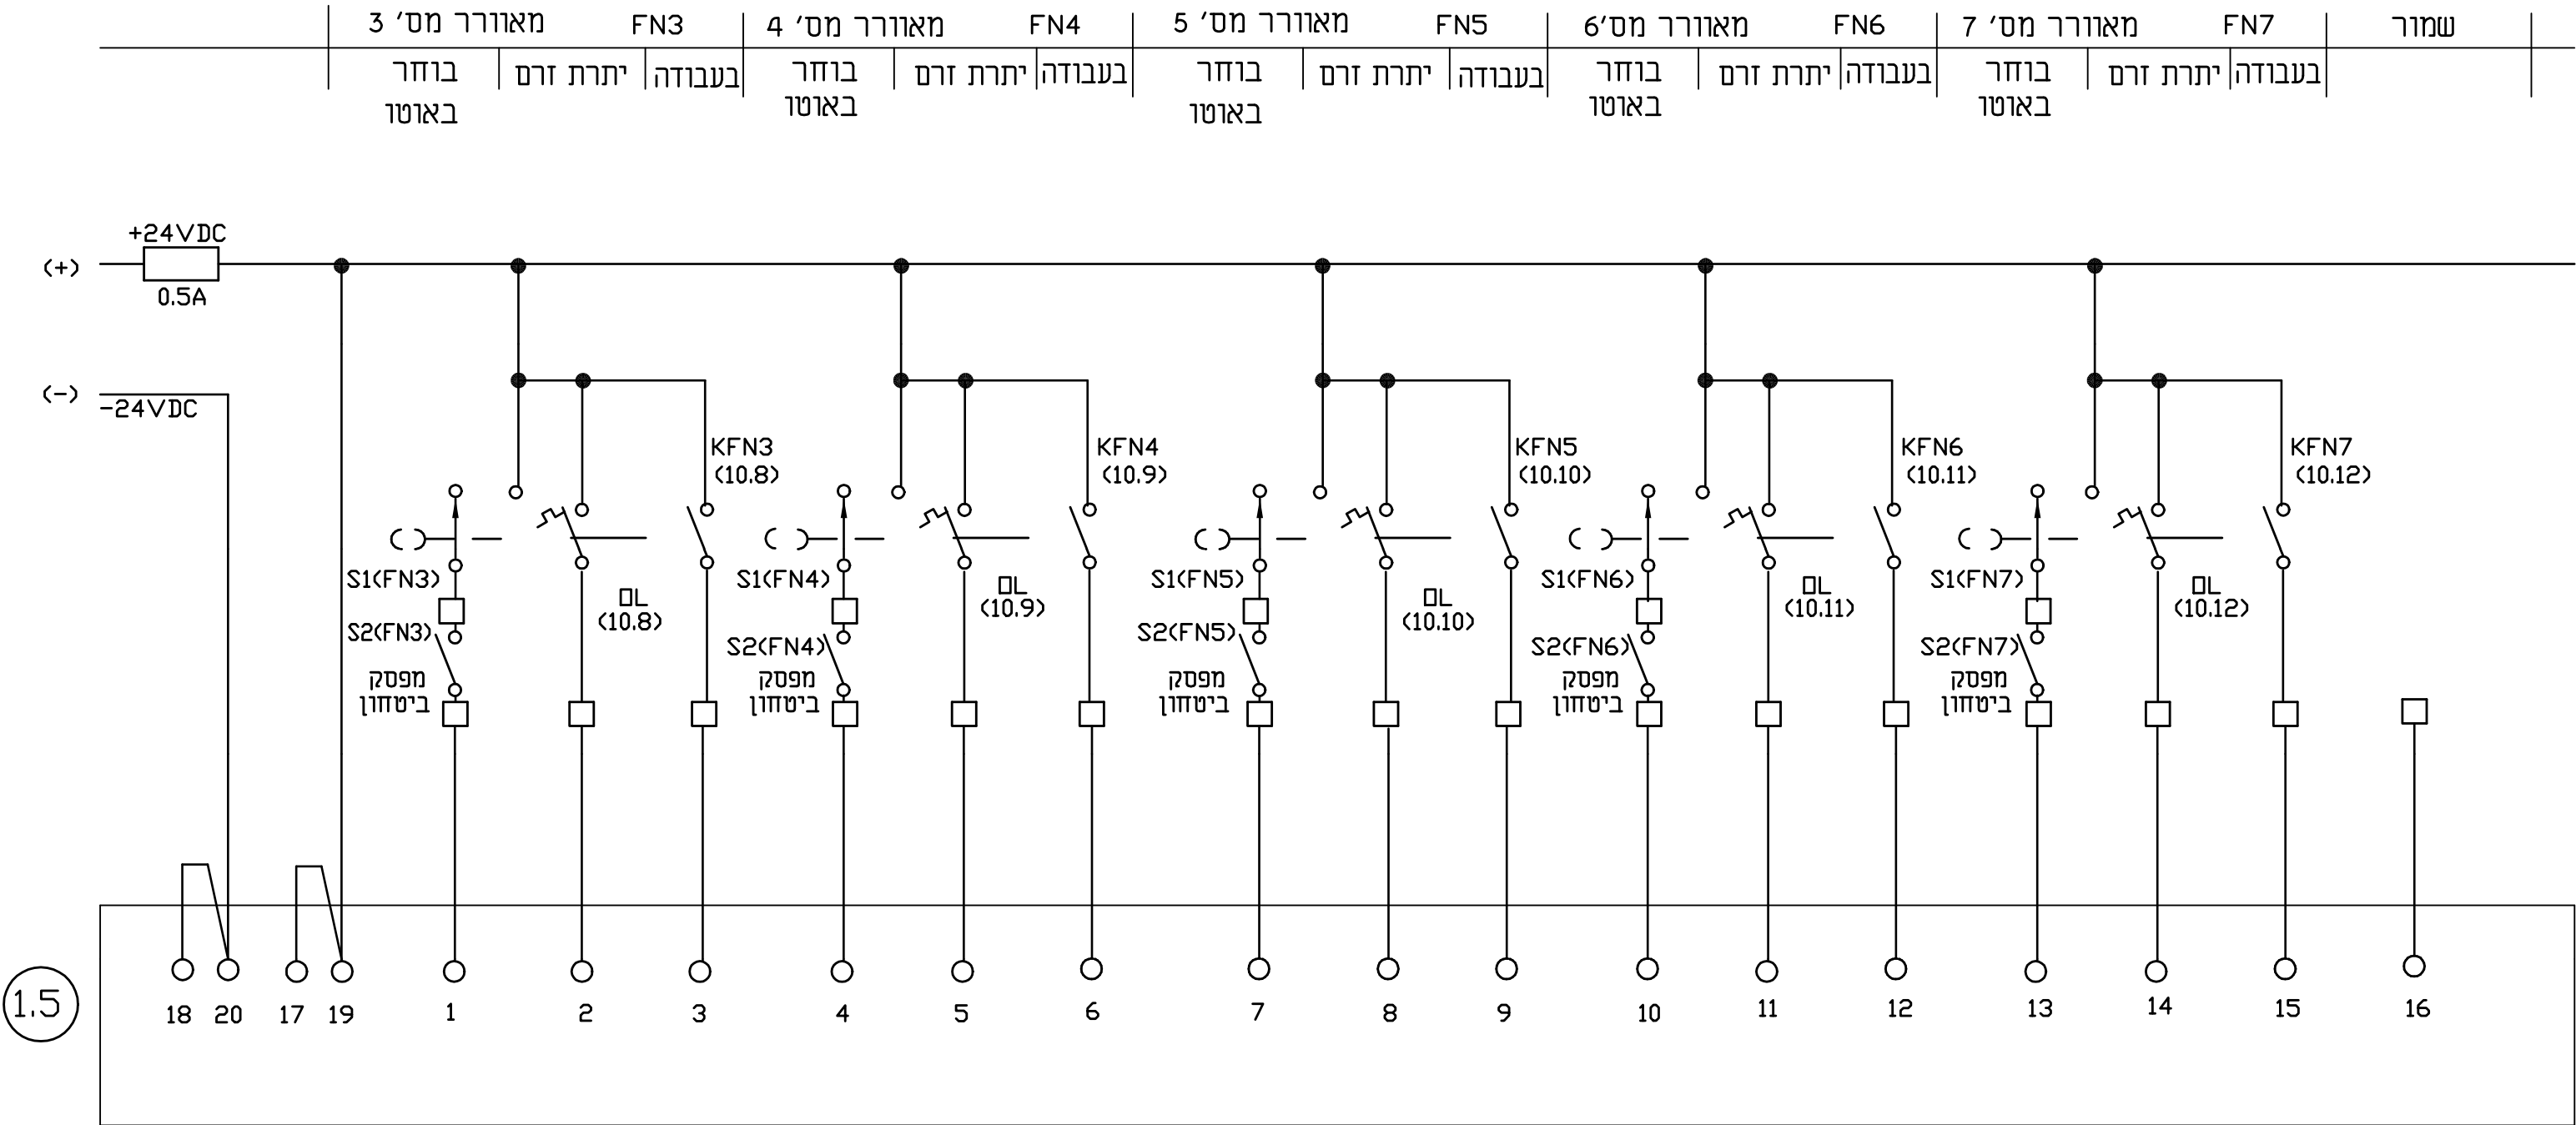 מאוורר מס' 3 FN3
מאוורר מס' 4 FN4
מאוורר מס' 5 FN5
מאוורר מס'6 FN6
מאוורר מס' 7 FN7
שמור
בוחר
באוטו
יתרת זרם
בעבודה
בוחר
באוטו
יתרת זרם
בעבודה
בוחר
באוטו
יתרת זרם
בעבודה
בוחר
באוטו
יתרת זרם
בעבודה
בוחר
באוטו
יתרת זרם
בעבודה
+24VDC
(+)
0.5A
(-)
-24VDC
KFN3
(10.8)
KFN4
(10.9)
KFN5
(10.10)
KFN6
(10.11)
KFN7
(10.12)
S1(FN3)
S2(FN3)
מפסק
ביטחון
OL
(10.8)
S1(FN4)
S2(FN4)
מפסק
ביטחון
OL
(10.9)
S1(FN5)
S2(FN5)
מפסק
ביטחון
OL
(10.10)
S1(FN6)
S2(FN6)
מפסק
ביטחון
OL
(10.11)
S1(FN7)
S2(FN7)
מפסק
ביטחון
OL
(10.12)
1.5
18 20 17 19 1 2 3 4 5 6 7 8 9 10 11 12 13 14 15 16